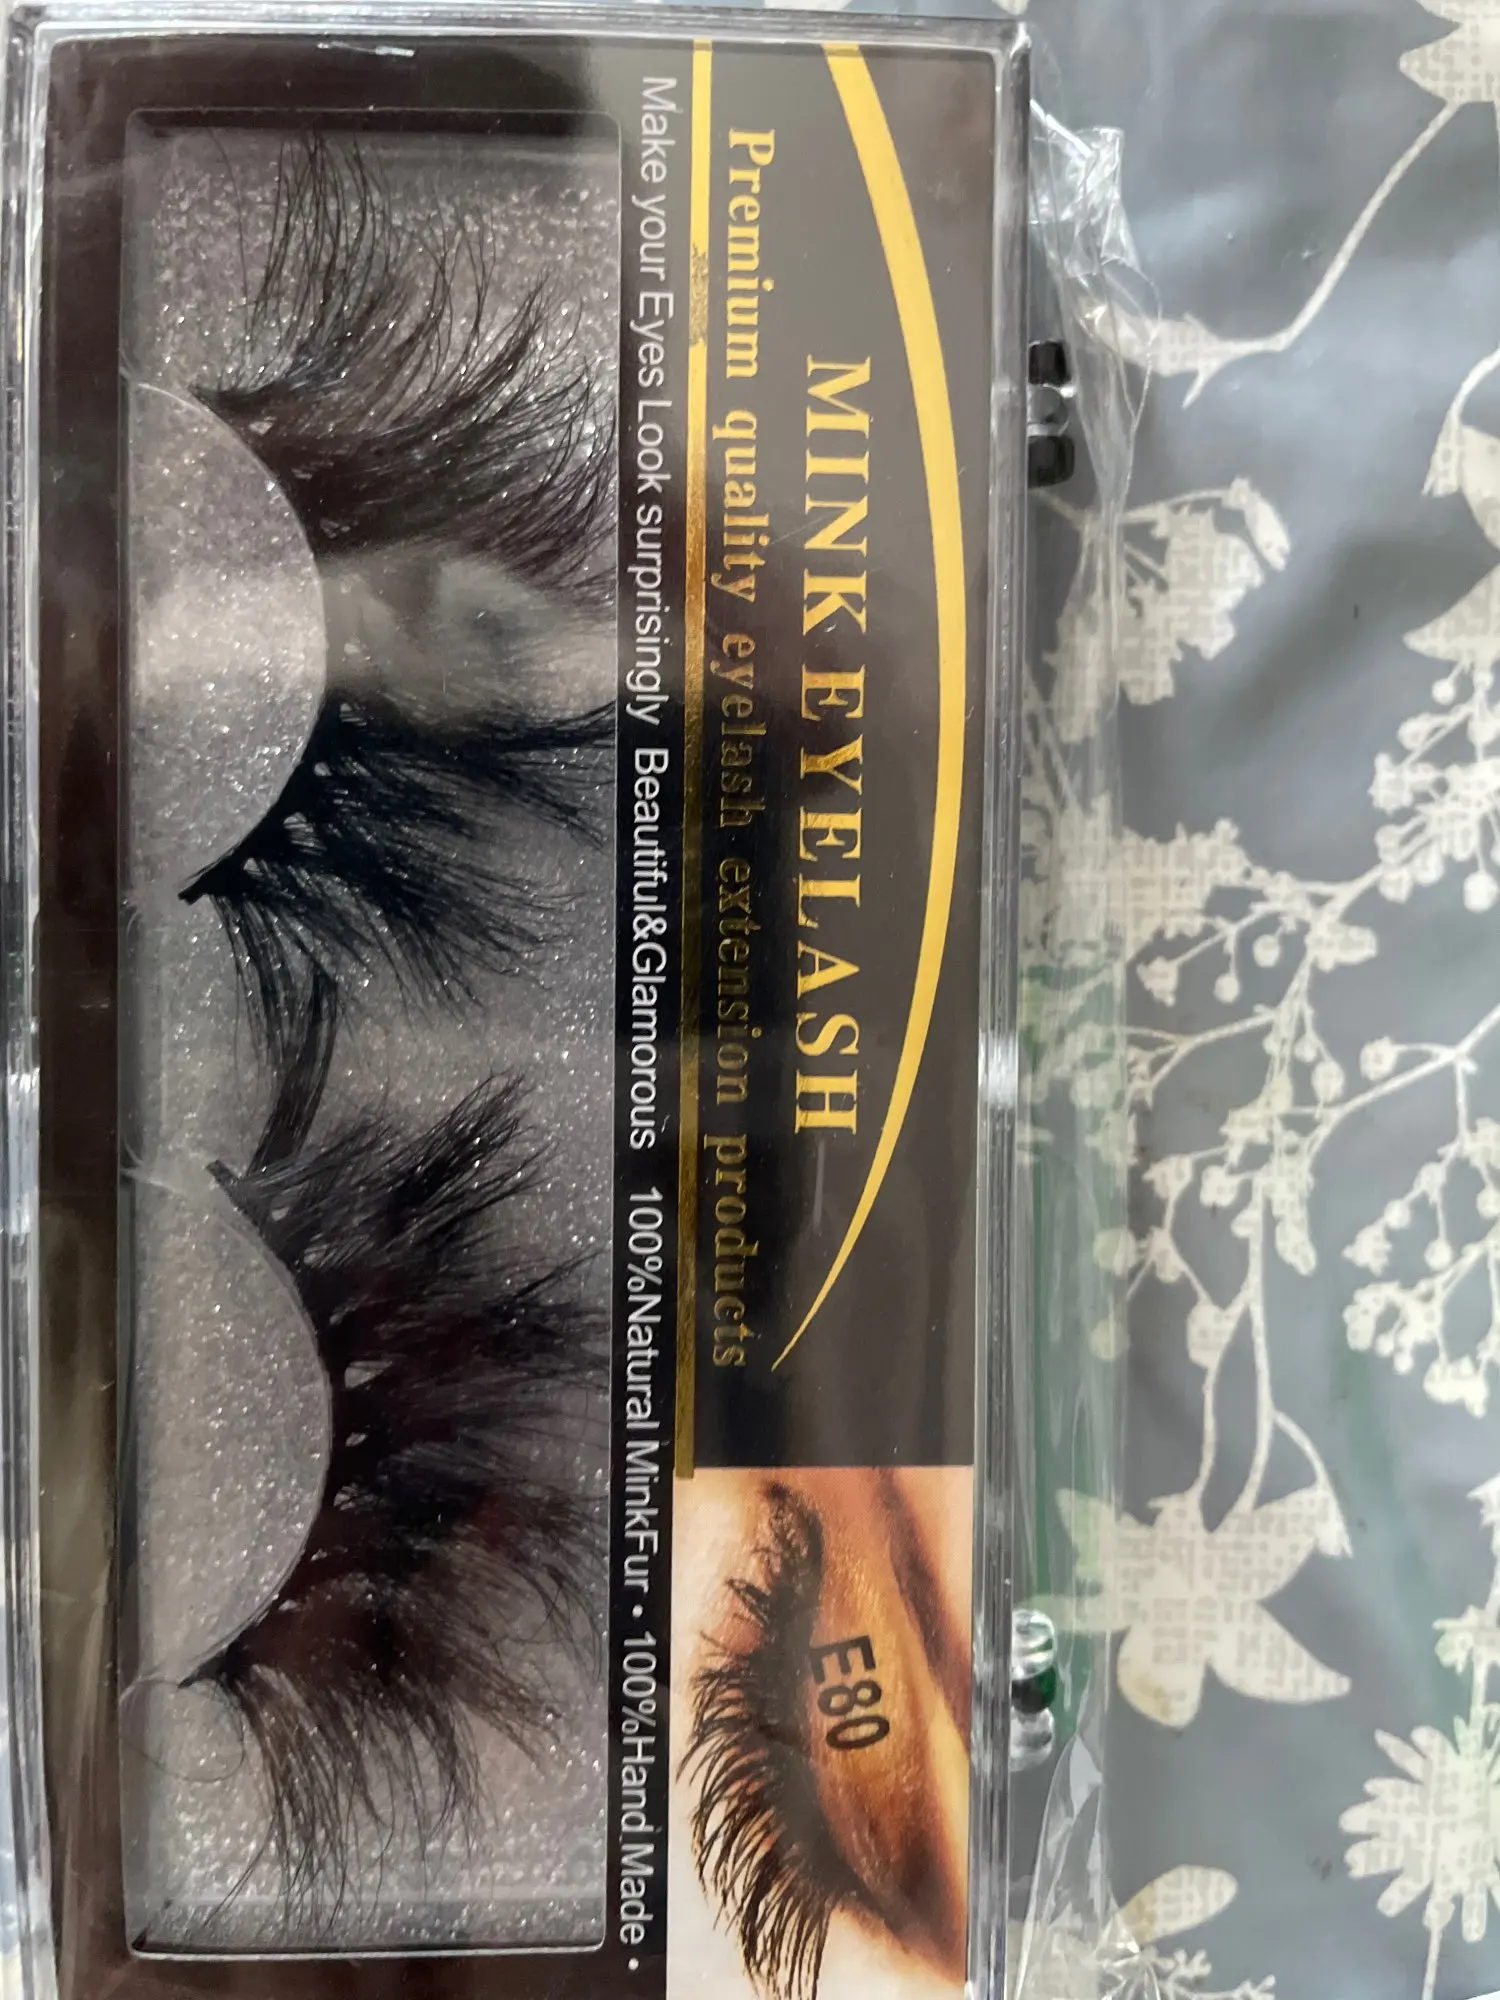 MINK EYELASH
Premium quality eyelash extension products
Make your Eyes Look surprisingly Beautiful&Glamorous 100%Natural MinkFur • 100%Hand Made •
E80